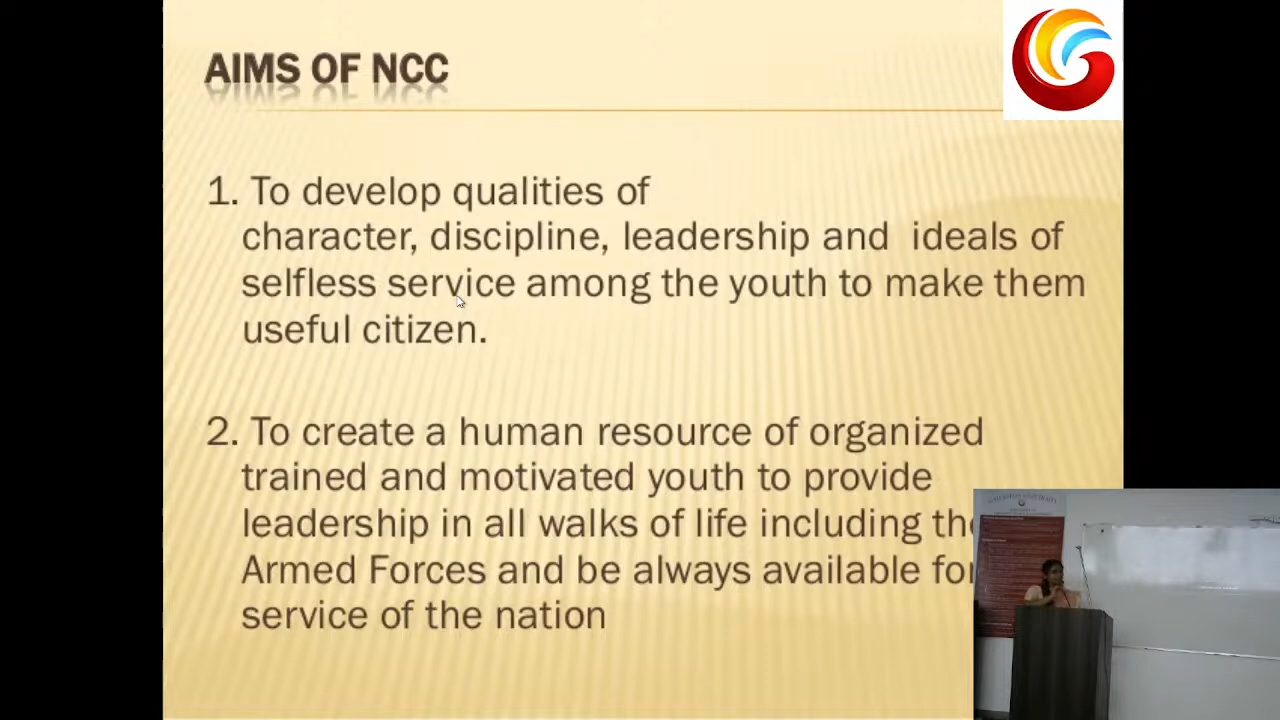 AIMS OF NCC
1. To develop qualities of
character, discipline, leadership and ideals of
selfless service among the youth to make them
useful citizen.
2. To create a human resource of organized
trained and motivated youth to provide
leadership in all walks of life including the
Armed Forces and be always available for
service of the nation